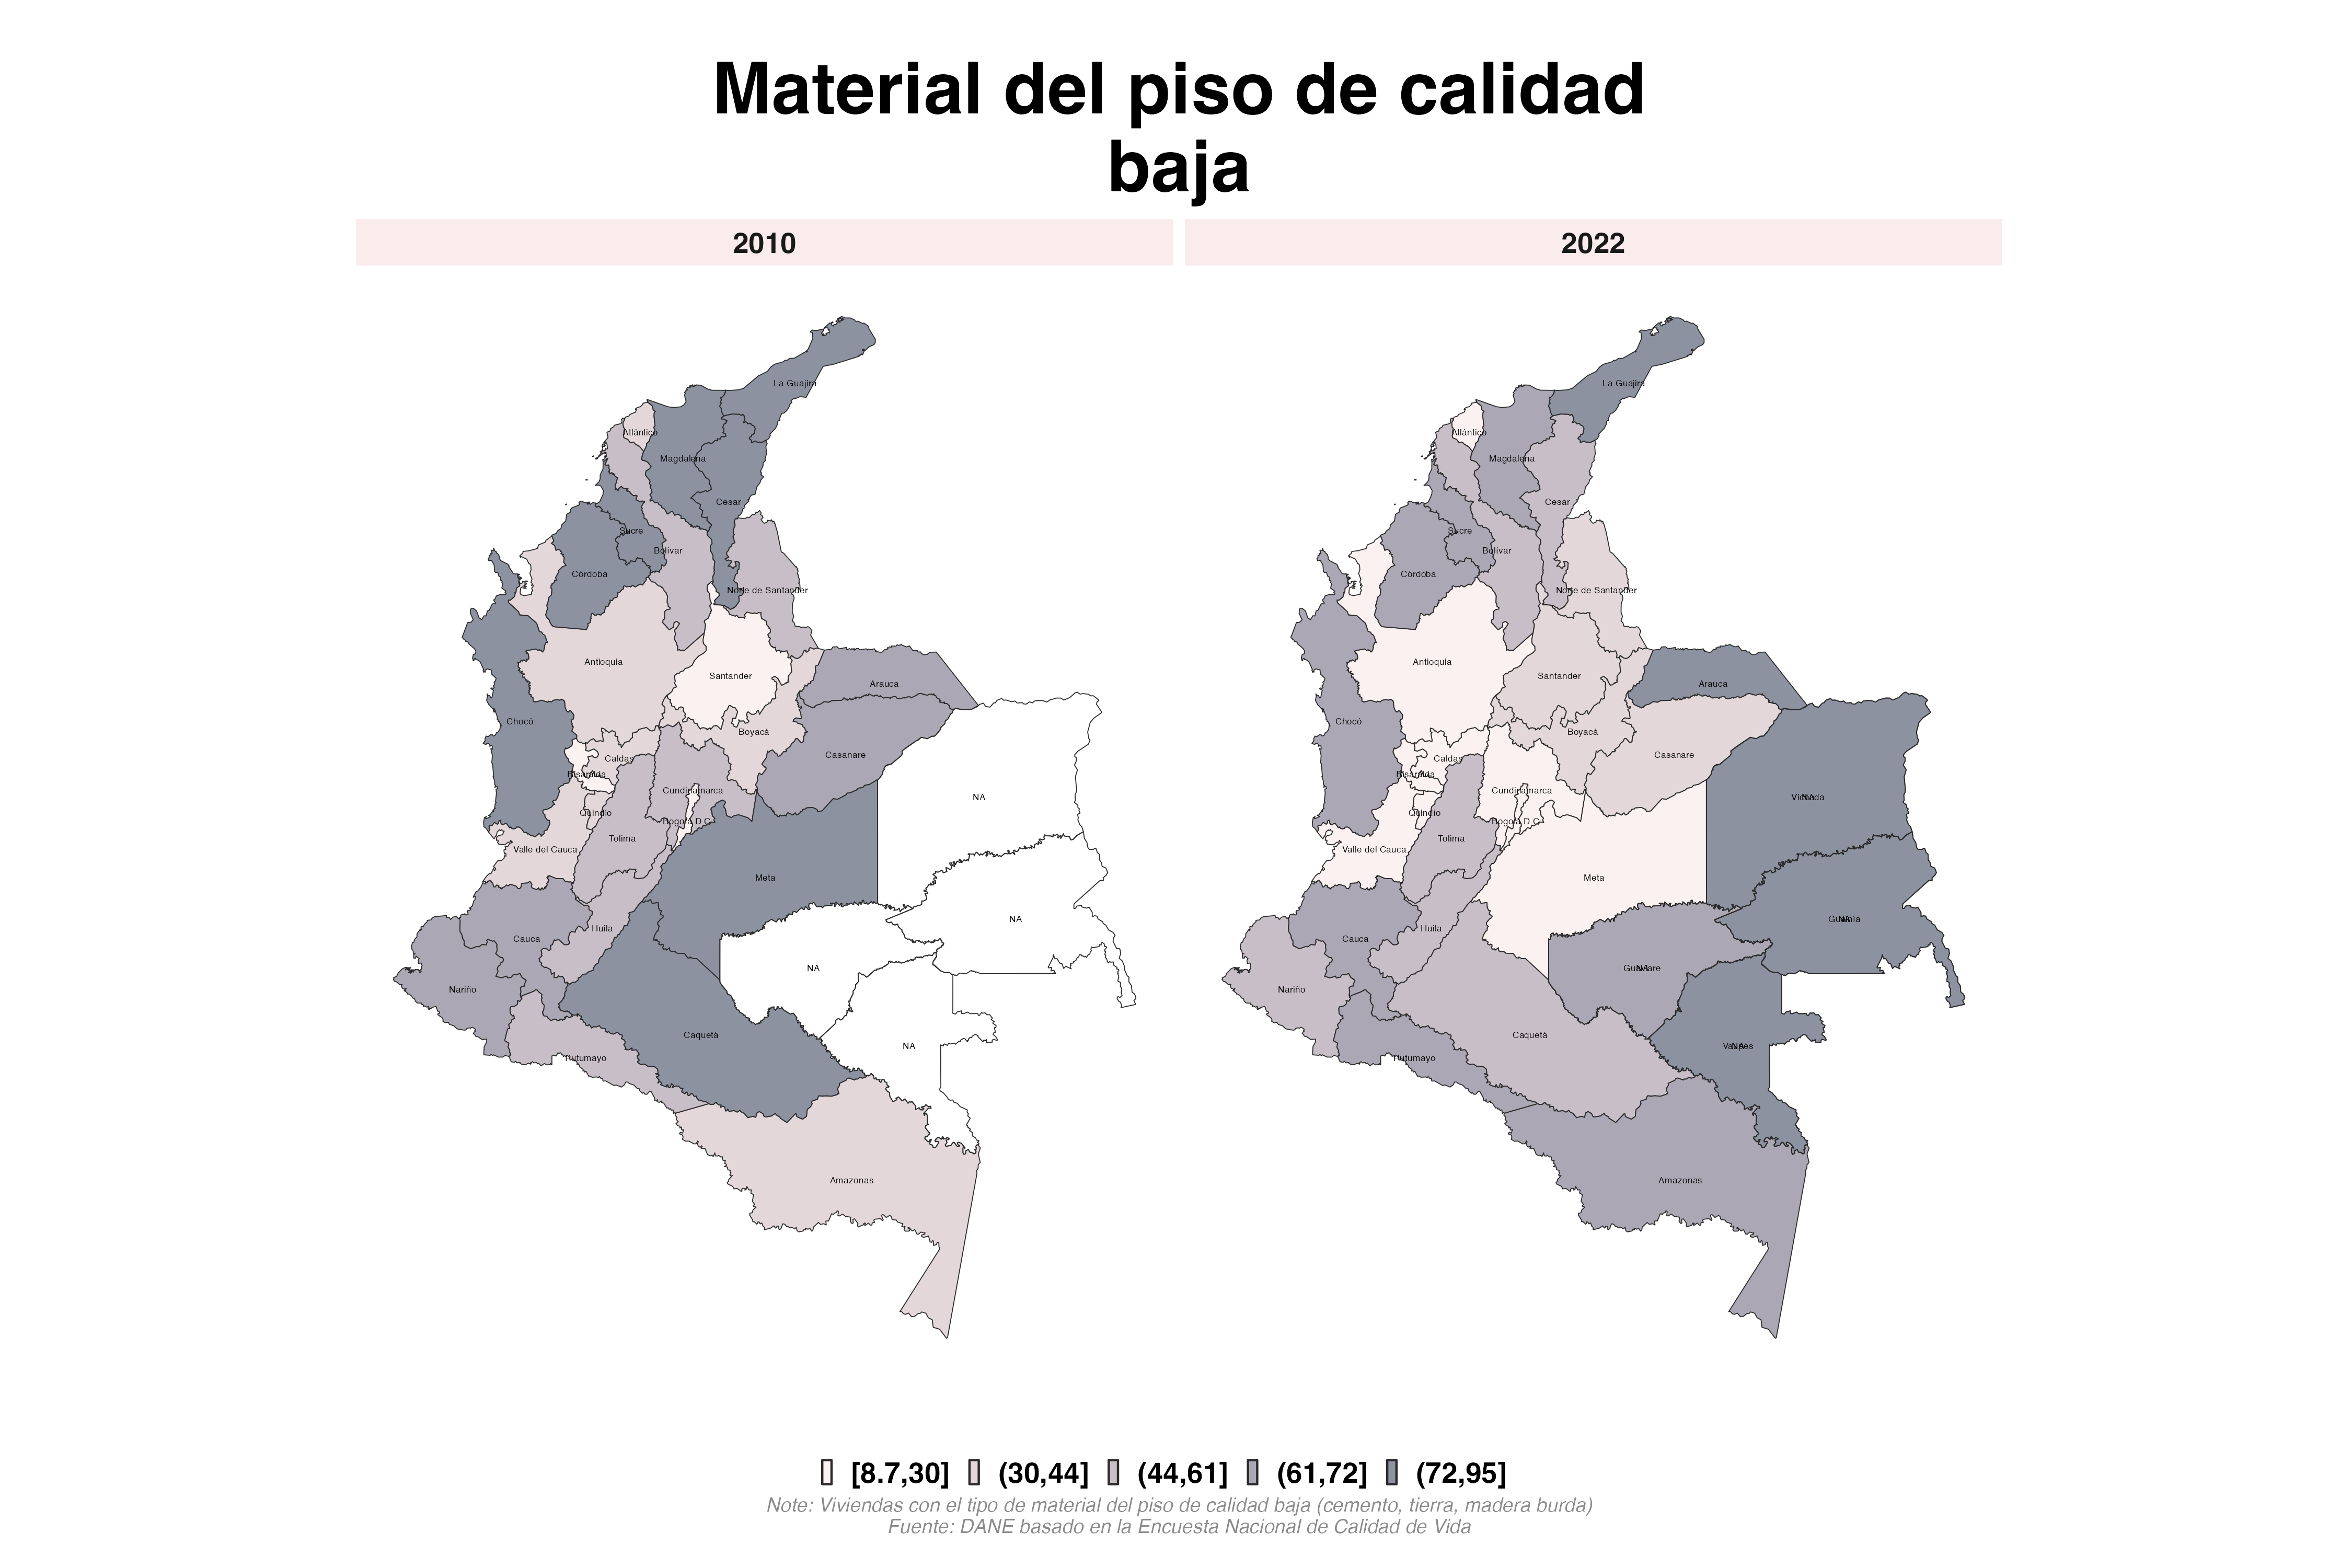 Material del piso de calidad
baja
2010
2022
La Guajira
Atlántico
Magdalena
Cesar
Sucre
Bolívar
Córdoba
Norte de Santander
Antioquia
Santander
Arauca
Chocó
Boyacá
Casanare
Caldas
Risaralda
Cundinamarca
NA
Quindío
Bogotá D.C.
Tolima
Valle del Cauca
Meta
NA
Huila
Cauca
NA
Nariño
Caquetá
NA
Putumayo
Amazonas
La Guajira
Atlántico
Magdalena
Cesar
Sucre
Bolívar
Córdoba
Norte de Santander
Antioquia
Santander
Arauca
Chocó
Boyacá
Casanare
Caldas
Risaralda
Cundinamarca
Vichada
NA
Quindío
Bogotá D.C.
Tolima
Valle del Cauca
Meta
Guainía
NA
Huila
Cauca
Guaviare
NA
Nariño
Caquetá
Vaupés
NA
Putumayo
Amazonas
[8.7,30] (30,44] (44,61] (61,72] (72,95]
Note: Viviendas con el tipo de material del piso de calidad baja (cemento, tierra, madera burda)
Fuente: DANE basado en la Encuesta Nacional de Calidad de Vida